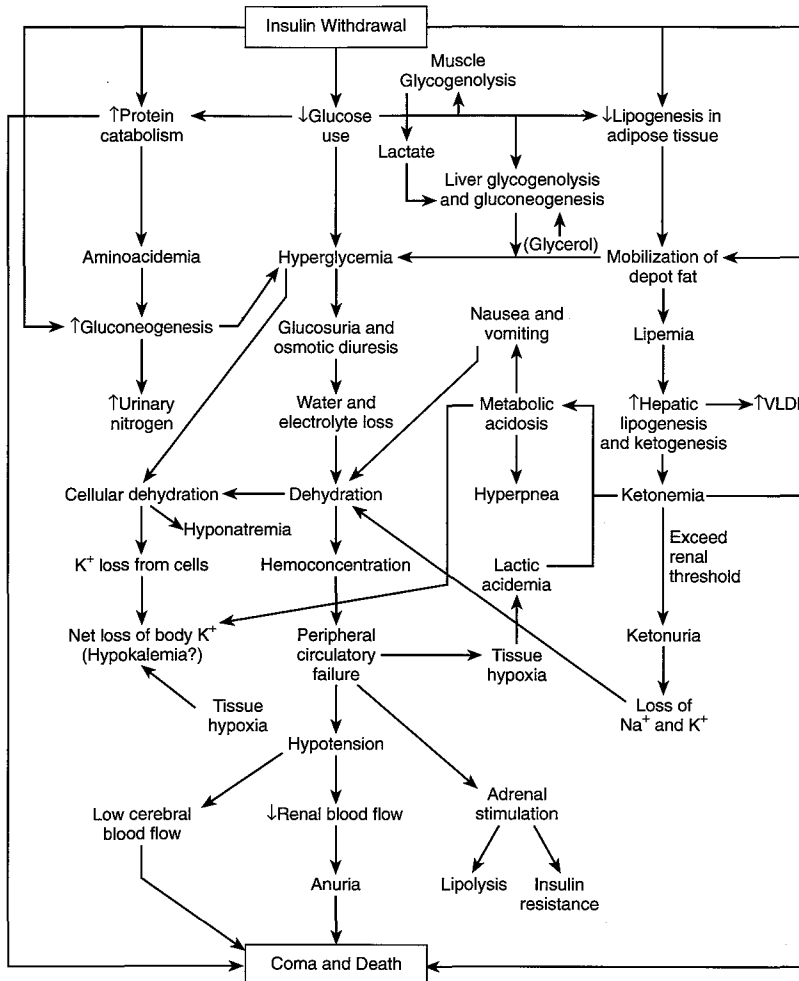 Insulin Withdrawal
Muscle
Glycogenolysis
↑Protein
catabolism
↓Glucose
use
↓Lipogenesis in
adipose tissue
Lactate
Liver glycogenolysis
and gluconeogenesis
(Glycerol)
Aminoacidemia
Hyperglycemia
Mobilization of
depot fat
↑Gluconeogenesis
Glucosuria and
osmotic diuresis
Nausea and
vomiting
Lipemia
↑Urinary
nitrogen
Water and
electrolyte loss
Metabolic
acidosis
↑Hepatic
lipogenesis
and ketogenesis
↑VLDL
Cellular dehydration
Dehydration
Hyperpnea
Ketonemia
Hyponatremia
Exceed
renal
threshold
K⁺ loss from cells
Hemoconcentration
Lactic
acidemia
Net loss of body K⁺
(Hypokalemia?)
Peripheral
circulatory
failure
Tissue
hypoxia
Ketonuria
Tissue
hypoxia
Loss of
Na⁺ and K⁺
Hypotension
Low cerebral
blood flow
↓Renal blood flow
Adrenal
stimulation
Anuria
Lipolysis
Insulin
resistance
Coma and Death